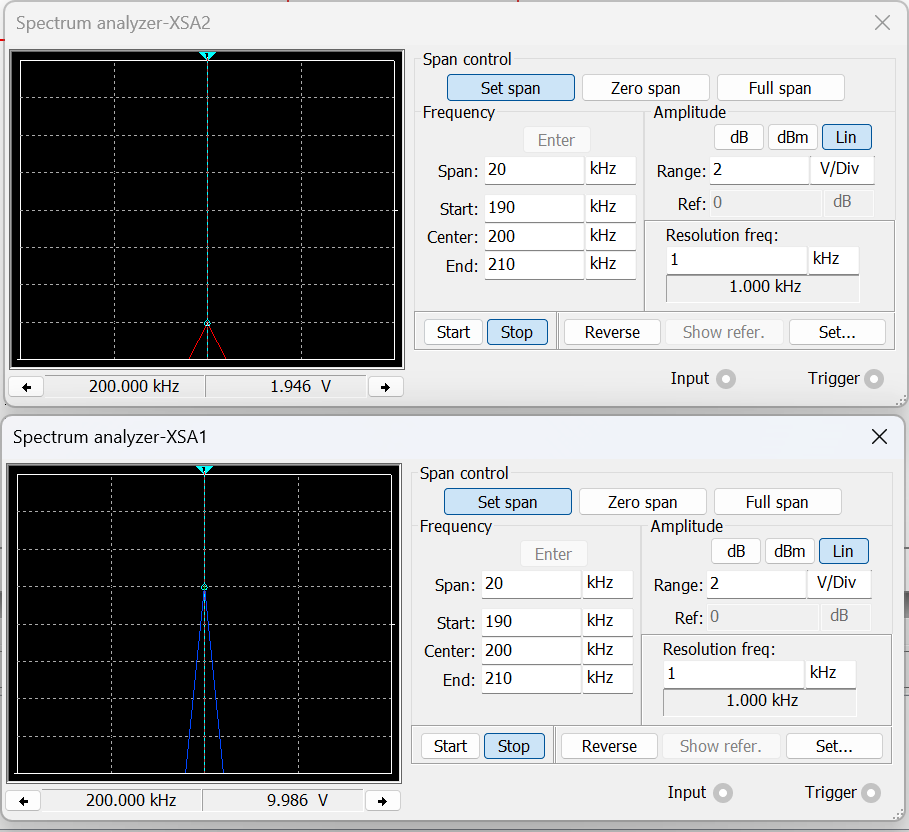 Spectrum analyzer-XSA2
Span control
Set span Zero span Full span
Frequency Amplitude
Enter dB dBm Lin
Span: 20 kHz Range: 2 V/Div
Start: 190 kHz Ref: 0 dB
Center: 200 kHz Resolution freq:
End: 210 kHz 1 kHz
1.000 kHz
Start Stop Reverse Show refer. Set...
200.000 kHz 1.946 V Input Trigger
Spectrum analyzer-XSA1
Span control
Set span Zero span Full span
Frequency Amplitude
Enter dB dBm Lin
Span: 20 kHz Range: 2 V/Div
Start: 190 kHz Ref: 0 dB
Center: 200 kHz Resolution freq:
End: 210 kHz 1 kHz
1.000 kHz
Start Stop Reverse Show refer. Set...
200.000 kHz 9.986 V Input Trigger